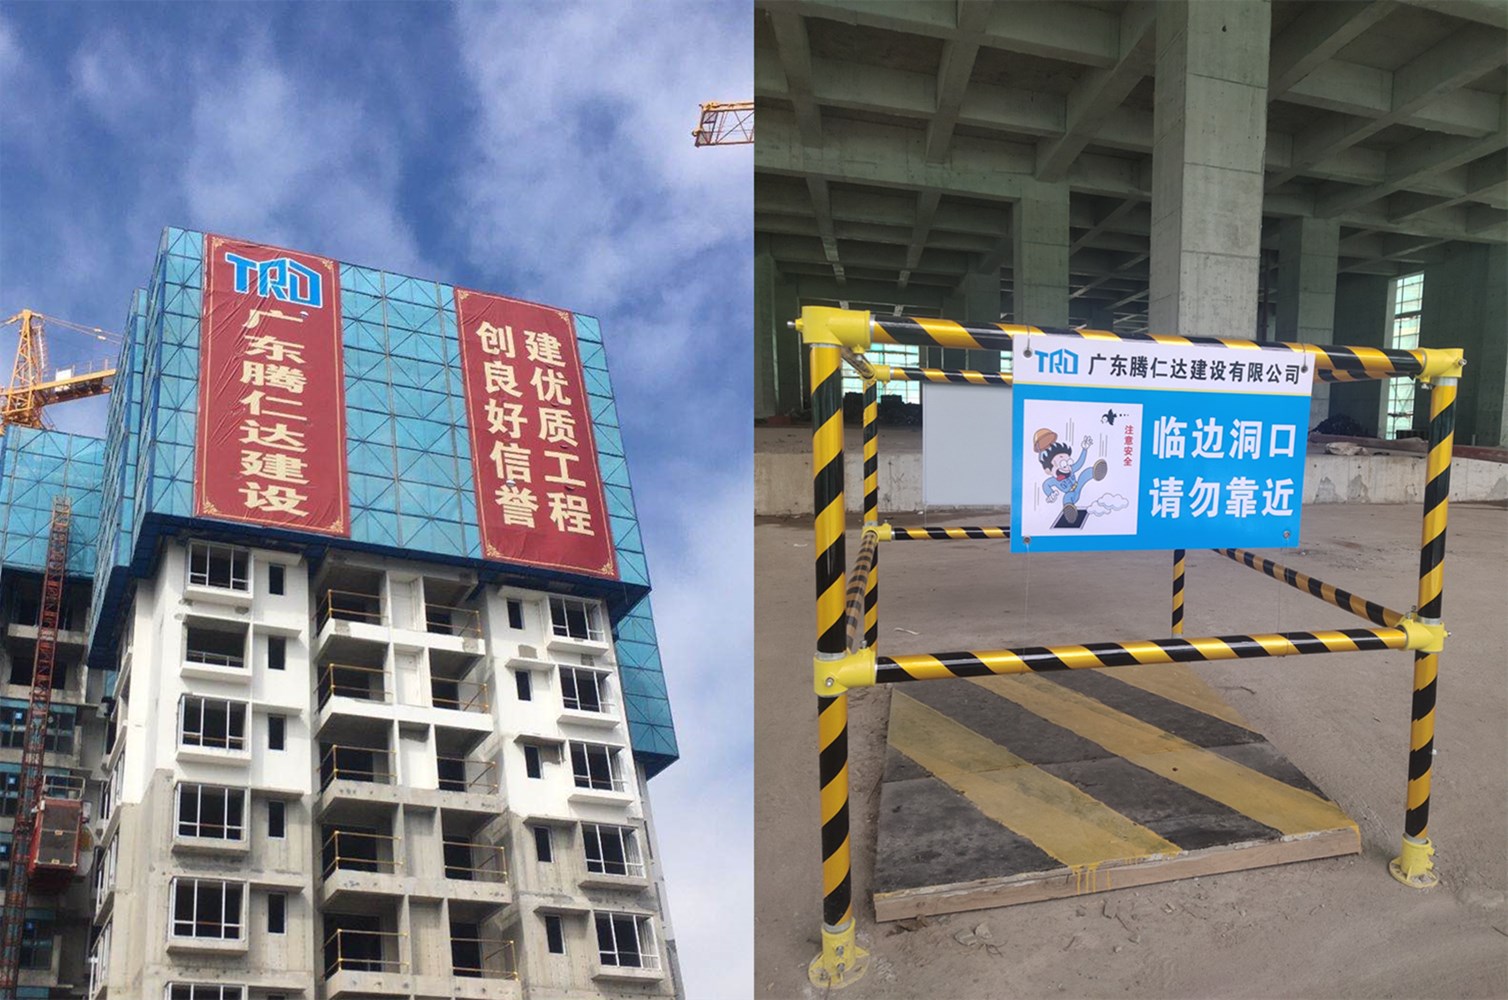 TRD
广东腾仁达建设
建优质工程
创良好信誉
TRD 广东腾仁达建设有限公司
注意安全
临边洞口
请勿靠近